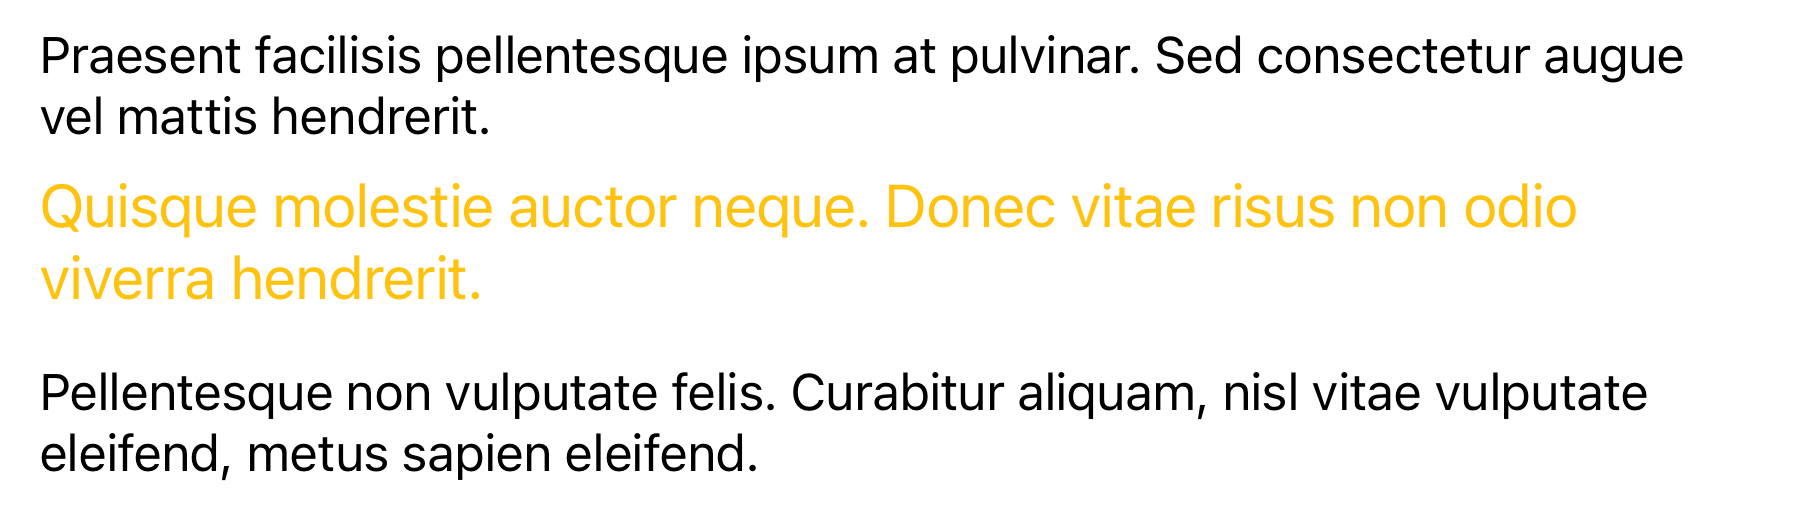 Praesent facilisis pellentesque ipsum at pulvinar. Sed consectetur augue
vel mattis hendrerit.
Quisque molestie auctor neque. Donec vitae risus non odio
viverra hendrerit.
Pellentesque non vulputate felis. Curabitur aliquam, nisl vitae vulputate
eleifend, metus sapien eleifend.